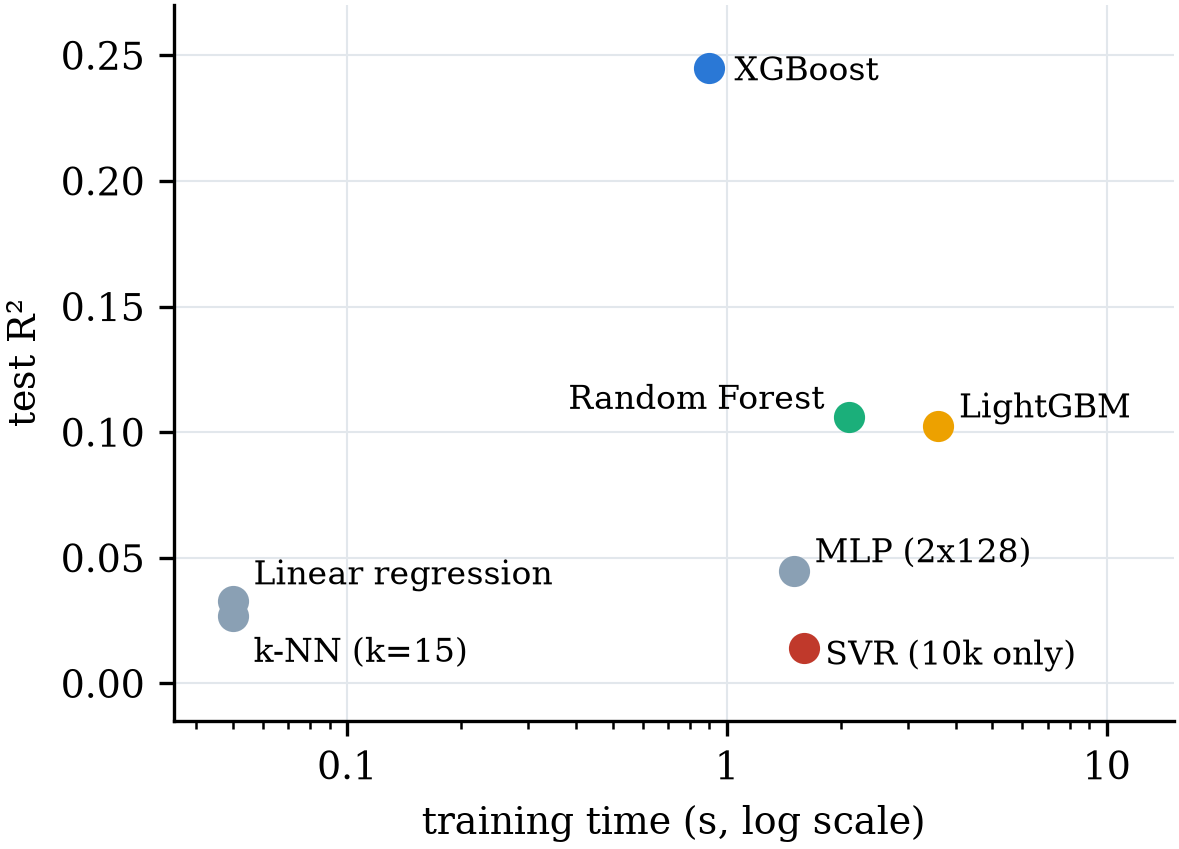 0.25
XGBoost
0.20
0.15
test R²
Random Forest
LightGBM
0.10
MLP (2x128)
0.05
Linear regression
k-NN (k=15)
SVR (10k only)
0.00
0.1
1
10
training time (s, log scale)